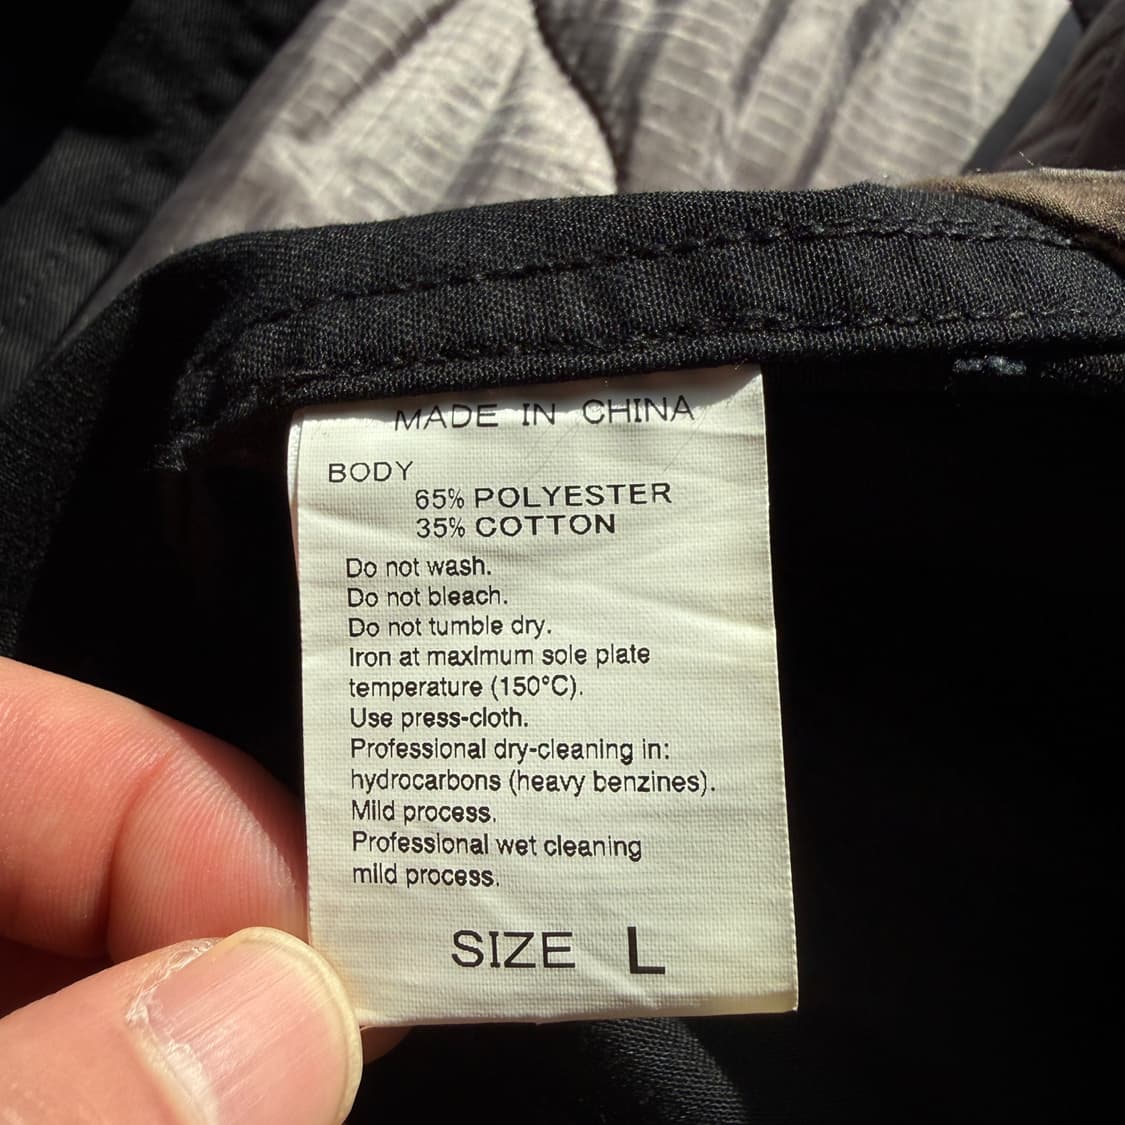 MADE IN CHINA
BODY
65% POLYESTER
35% COTTON
Do not wash.
Do not bleach.
Do not tumble dry.
Iron at maximum sole plate
temperature (150°C).
Use press-cloth.
Professional dry-cleaning in:
hydrocarbons (heavy benzines).
Mild process.
Professional wet cleaning
mild process.
SIZE L